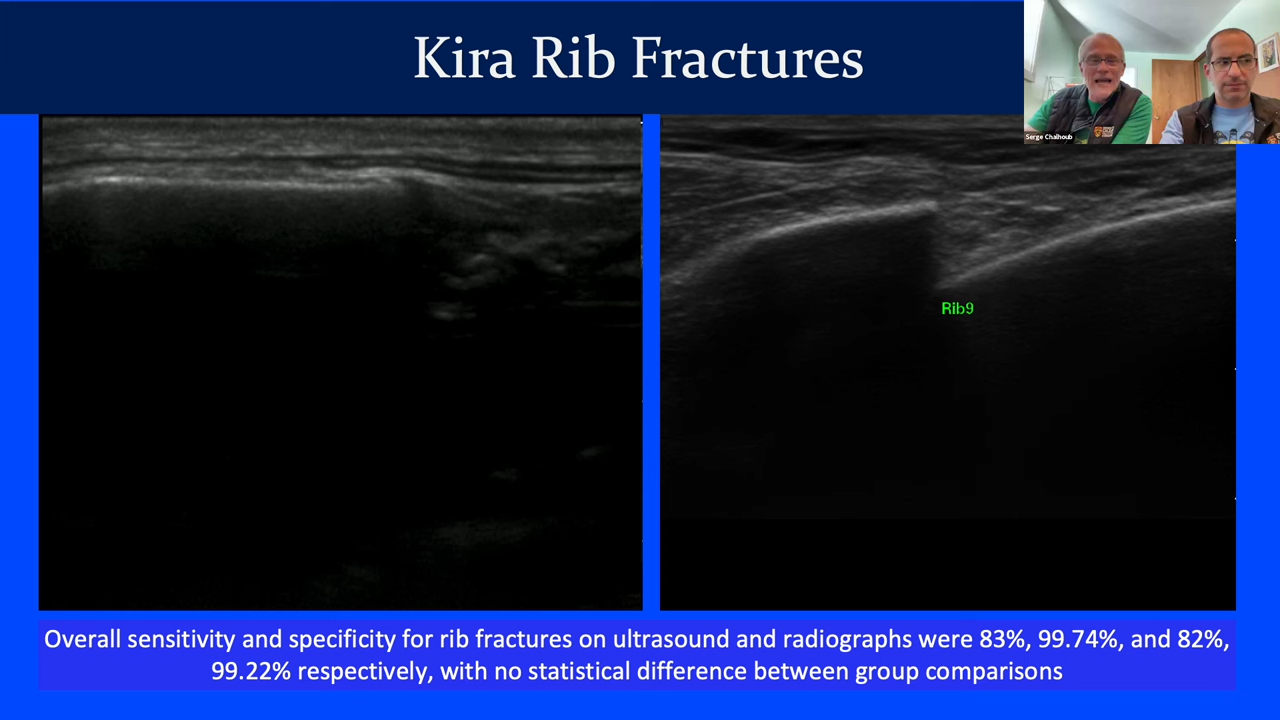 Kira Rib Fractures
Serge Chalhoub
Rib9
Overall sensitivity and specificity for rib fractures on ultrasound and radiographs were 83%, 99.74%, and 82%,
99.22% respectively, with no statistical difference between group comparisons